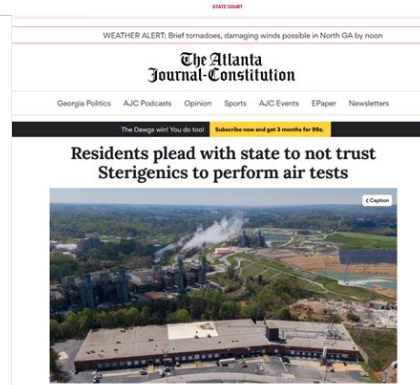 STATE COURT
WEATHER ALERT: Brief tornadoes, damaging winds possible in North GA by noon
The Atlanta
Journal-Constitution
Georgia Politics AJC Podcasts Opinion Sports AJC Events EPaper Newsletters
The Dawgs win! You do too! Subscribe now and get 3 months for 99¢.
Residents plead with state to not trust
Sterigenics to perform air tests
Caption